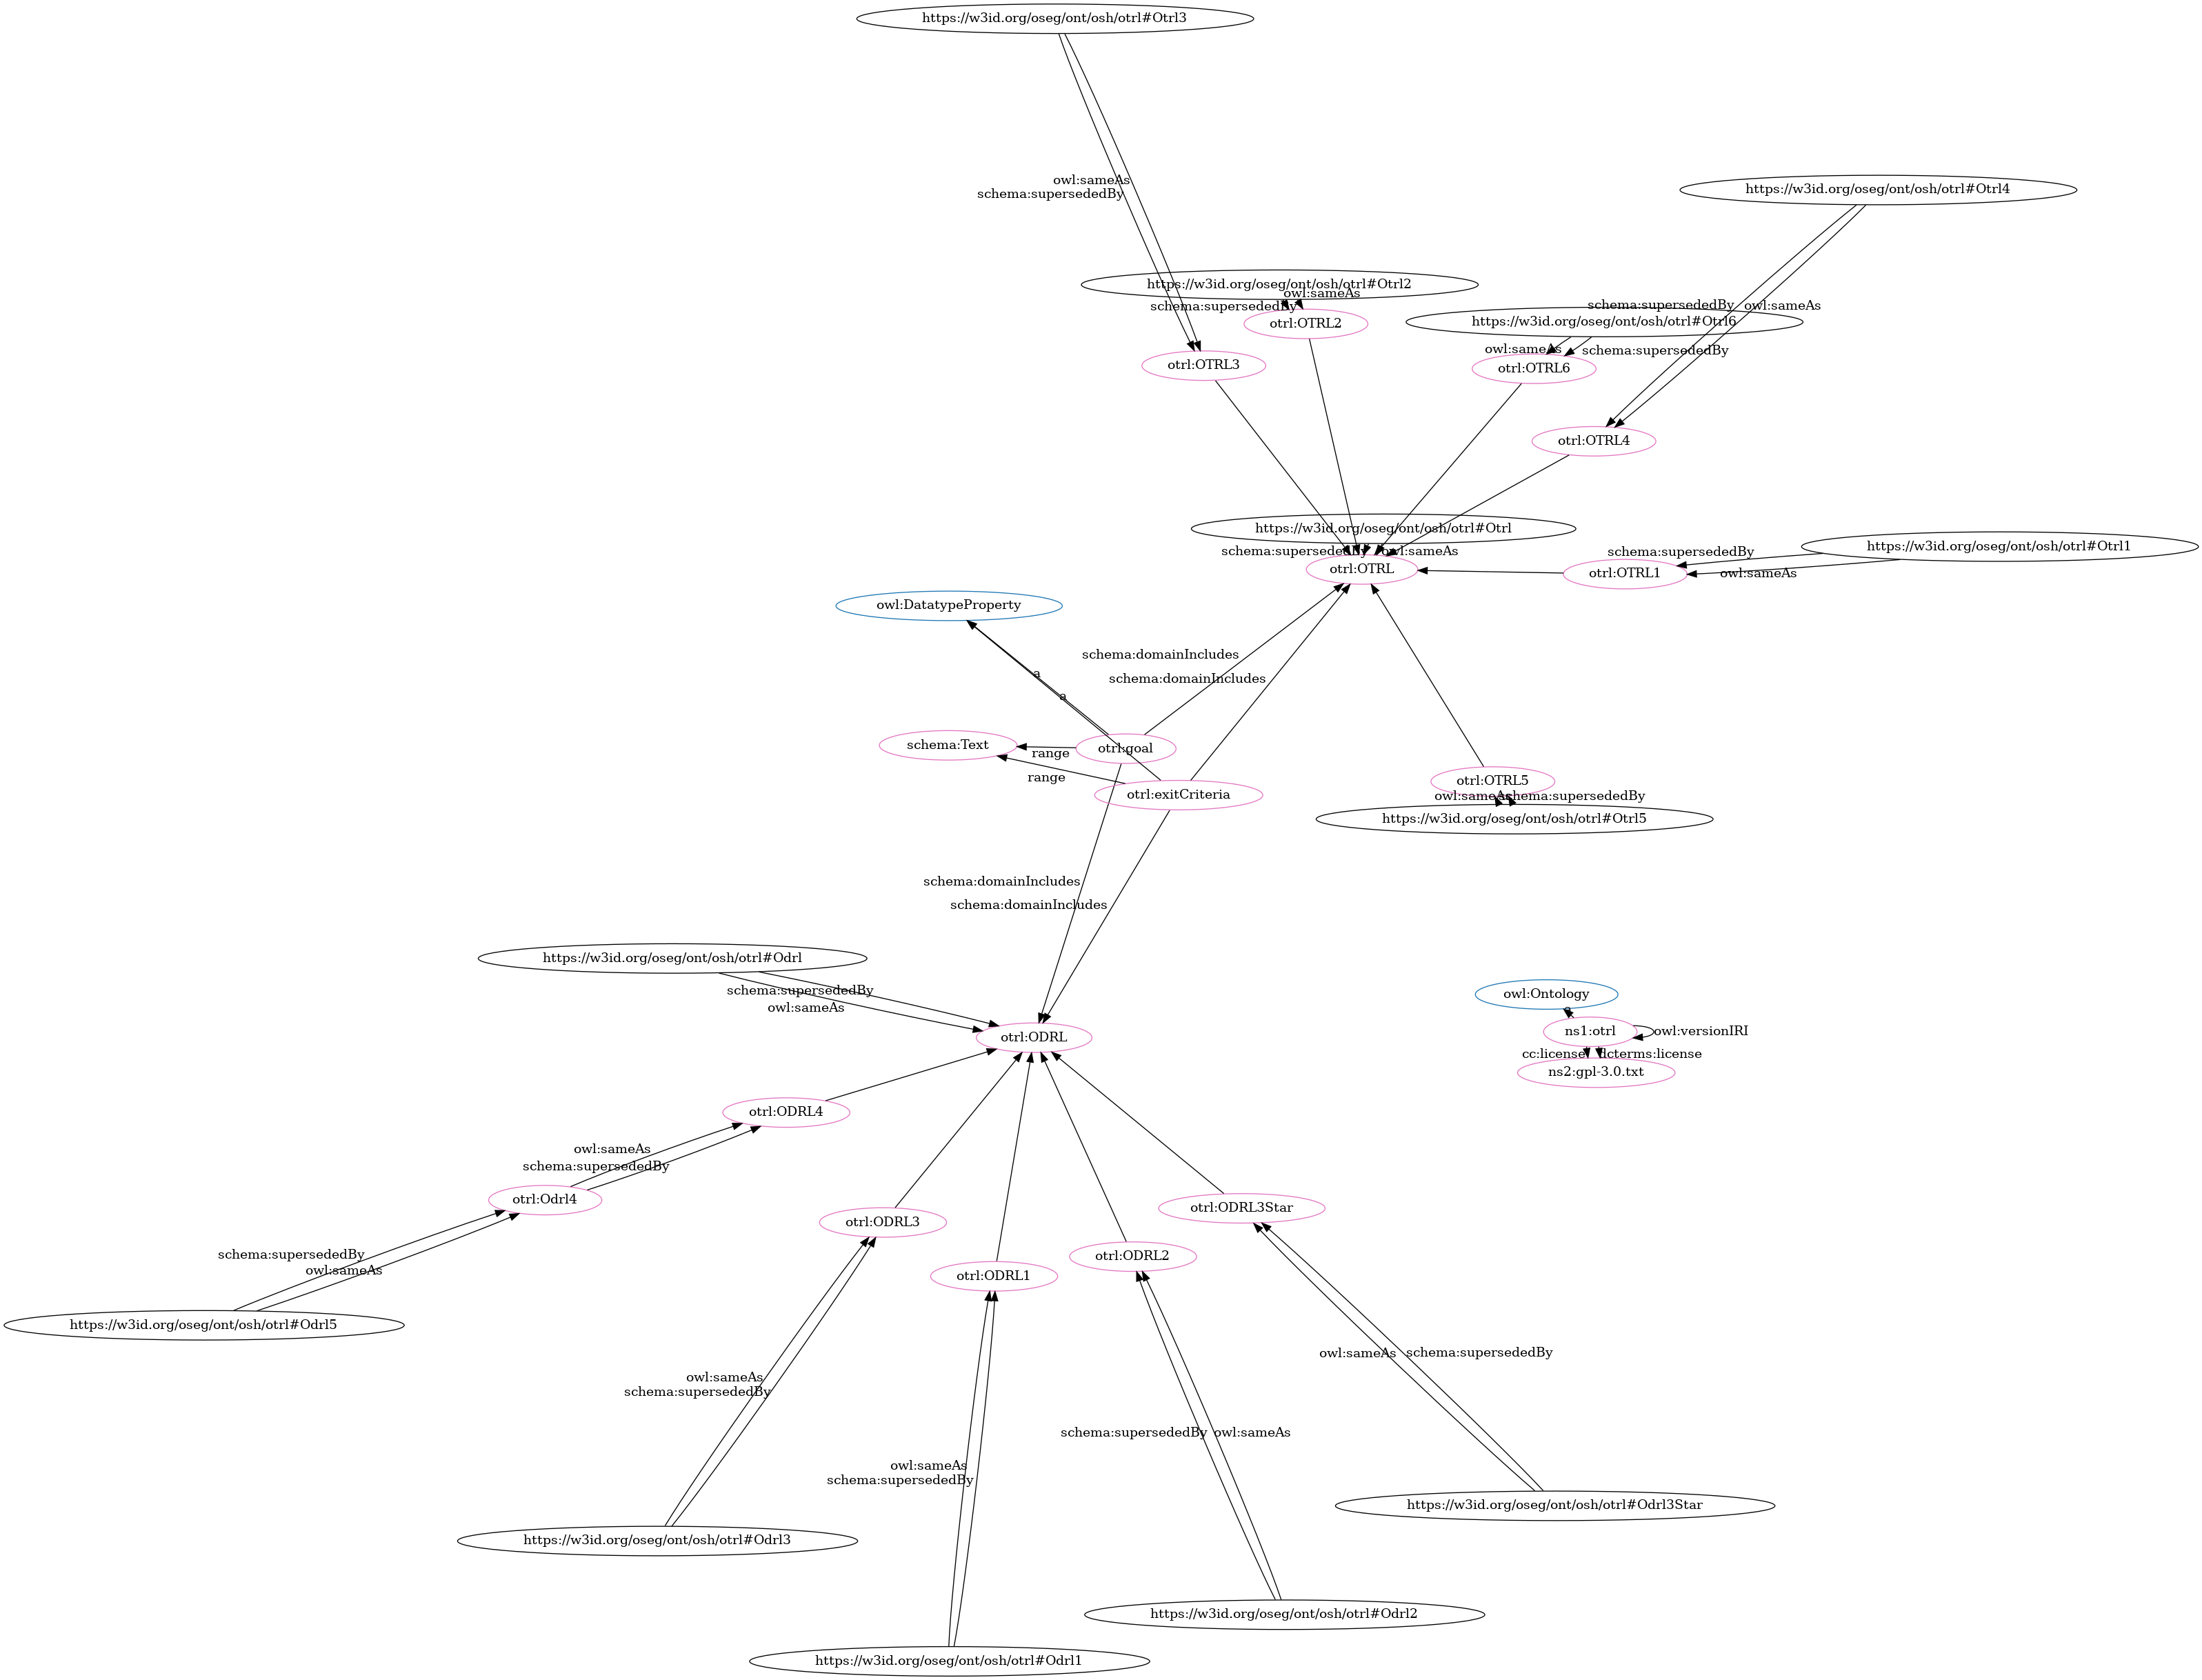 https://w3id.org/oseg/ont/osh/otrl#Otrl3
owl:sameAs
schema:supersededBy
https://w3id.org/oseg/ont/osh/otrl#Otrl4
https://w3id.org/oseg/ont/osh/otrl#Otrl2
owl:sameAs
schema:supersededBy
schema:supersededBy
owl:sameAs
otrl:OTRL2
https://w3id.org/oseg/ont/osh/otrl#Otrl6
owl:sameAs
schema:supersededBy
otrl:OTRL3
otrl:OTRL6
otrl:OTRL4
https://w3id.org/oseg/ont/osh/otrl#Otrl
schema:supersededBy
owl:sameAs
https://w3id.org/oseg/ont/osh/otrl#Otrl1
schema:supersededBy
otrl:OTRL
otrl:OTRL1
owl:sameAs
owl:DatatypeProperty
schema:domainIncludes
a
schema:domainIncludes
a
schema:Text
otrl:goal
range
range
otrl:exitCriteria
otrl:OTRL5
owl:sameAs
schema:supersededBy
https://w3id.org/oseg/ont/osh/otrl#Otrl5
schema:domainIncludes
schema:domainIncludes
https://w3id.org/oseg/ont/osh/otrl#Odrl
schema:supersededBy
owl:sameAs
owl:Ontology
a
ns1:otrl
owl:versionIRI
otrl:ODRL
cc:license
dcterms:license
ns2:gpl-3.0.txt
otrl:ODRL4
owl:sameAs
schema:supersededBy
otrl:Odrl4
otrl:ODRL3Star
otrl:ODRL3
otrl:ODRL2
schema:supersededBy
owl:sameAs
otrl:ODRL1
https://w3id.org/oseg/ont/osh/otrl#Odrl5
owl:sameAs
schema:supersededBy
owl:sameAs
schema:supersededBy
schema:supersededBy
owl:sameAs
owl:sameAs
schema:supersededBy
https://w3id.org/oseg/ont/osh/otrl#Odrl3Star
https://w3id.org/oseg/ont/osh/otrl#Odrl3
https://w3id.org/oseg/ont/osh/otrl#Odrl2
https://w3id.org/oseg/ont/osh/otrl#Odrl1